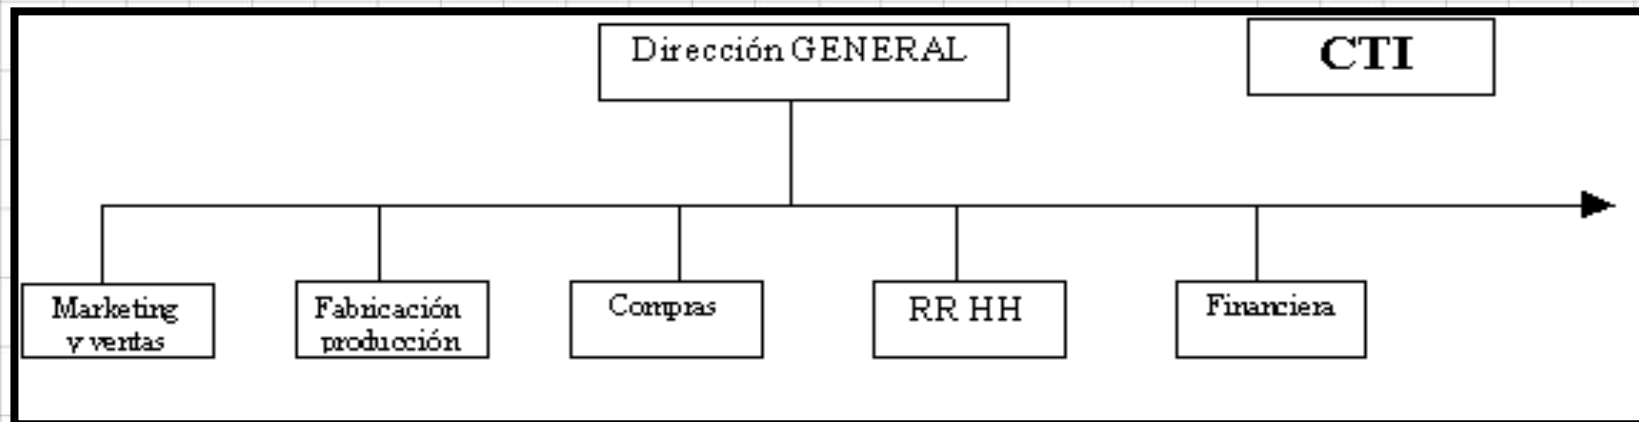 Dirección GENERAL
CTI
Marketing
y ventas
Fabricación
producción
Compras
RR HH
Financiera